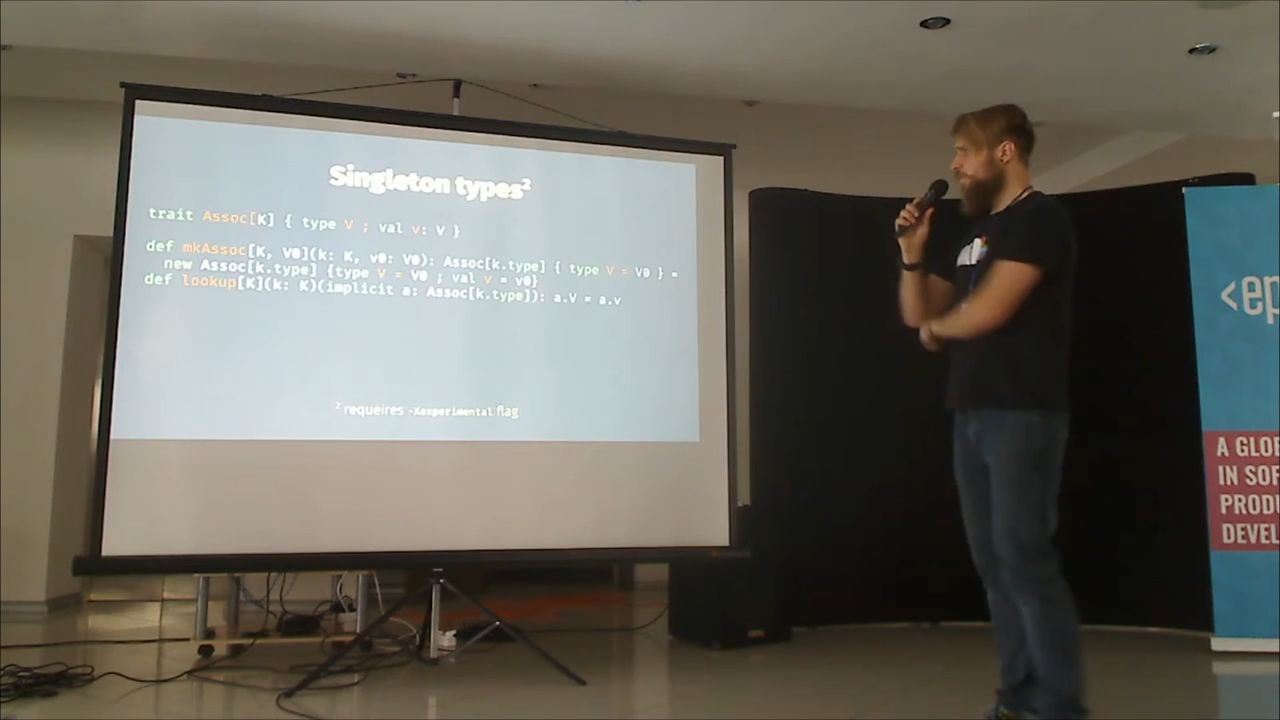 Singleton types²
trait Assoc[K] { type V ; val v: V }
def mkAssoc[K, V0](k: K, v0: V0): Assoc[k.type] { type V = V0 } =
new Assoc[k.type] {type V = V0 ; val v = v0}
def lookup[K](k: K)(implicit a: Assoc[k.type]): a.V = a.v
² requeires -Xexperimental flag
<ep
A GLO
IN SOF
PRODU
DEVEL